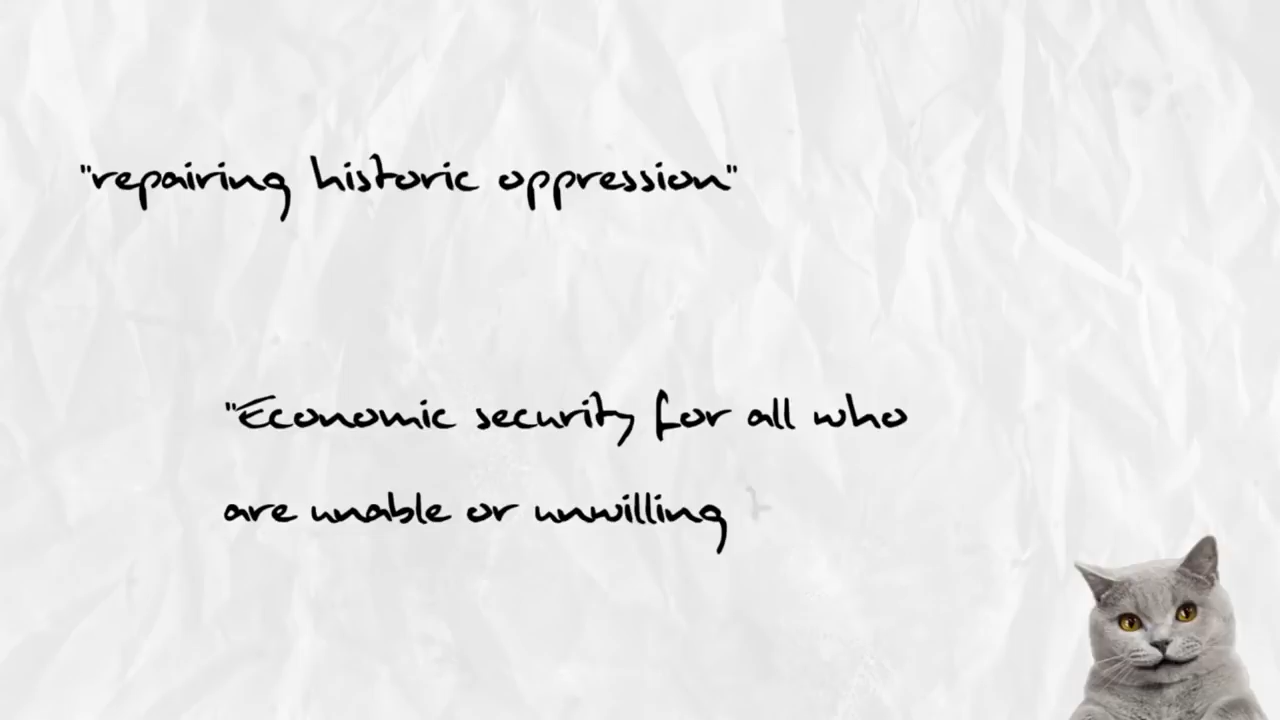 "repairing historic oppression"
"Economic security for all who
are unable or unwilling